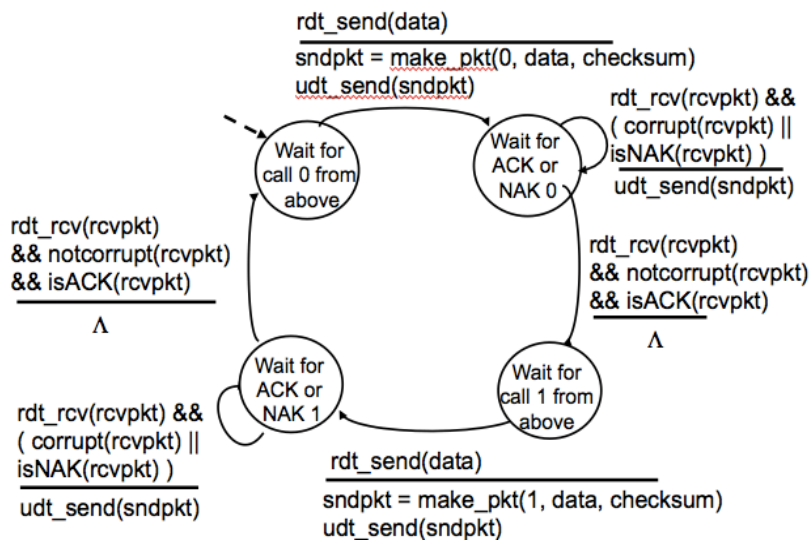 rdt_send(data)
sndpkt = make_pkt(0, data, checksum)
udt_send(sndpkt)
Wait for
call 0 from
above
Wait for
ACK or
NAK 0
rdt_rcv(rcvpkt) &&
( corrupt(rcvpkt) ||
isNAK(rcvpkt) )
udt_send(sndpkt)
rdt_rcv(rcvpkt)
&& notcorrupt(rcvpkt)
&& isACK(rcvpkt)
Λ
rdt_rcv(rcvpkt)
&& notcorrupt(rcvpkt)
&& isACK(rcvpkt)
Λ
Wait for
ACK or
NAK 1
Wait for
call 1 from
above
rdt_rcv(rcvpkt) &&
( corrupt(rcvpkt) ||
isNAK(rcvpkt) )
udt_send(sndpkt)
rdt_send(data)
sndpkt = make_pkt(1, data, checksum)
udt_send(sndpkt)